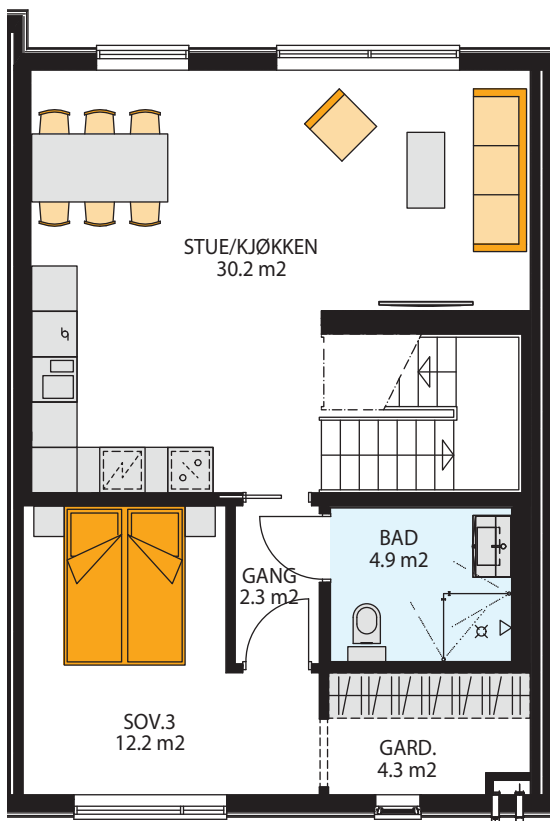 STUE/KJØKKEN
30.2 m2
BAD
4.9 m2
GANG
2.3 m2
SOV.3
12.2 m2
GARD.
4.3 m2